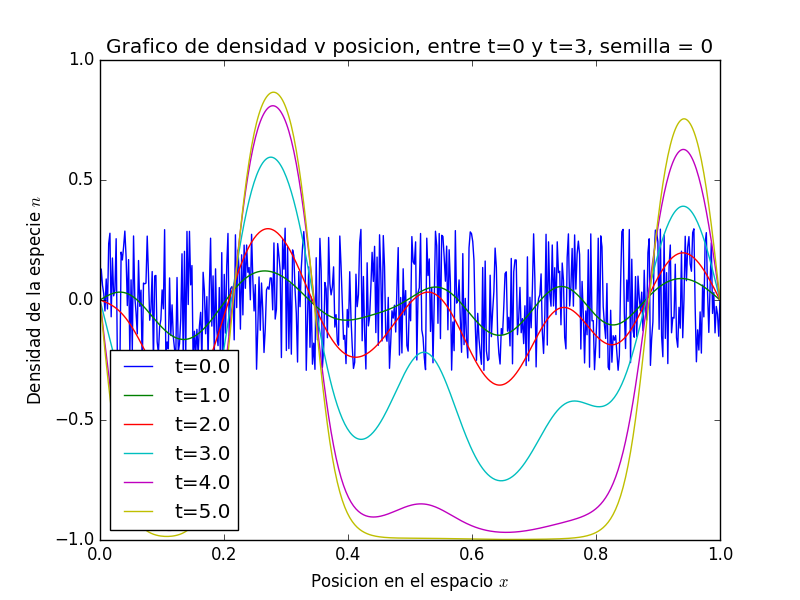 Grafico de densidad v posicion, entre t=0 y t=3, semilla = 0
1.0
0.5
0.0
−0.5
−1.0
Densidad de la especie n
t=0.0
t=1.0
t=2.0
t=3.0
t=4.0
t=5.0
0.0 0.2 0.4 0.6 0.8 1.0
Posicion en el espacio x